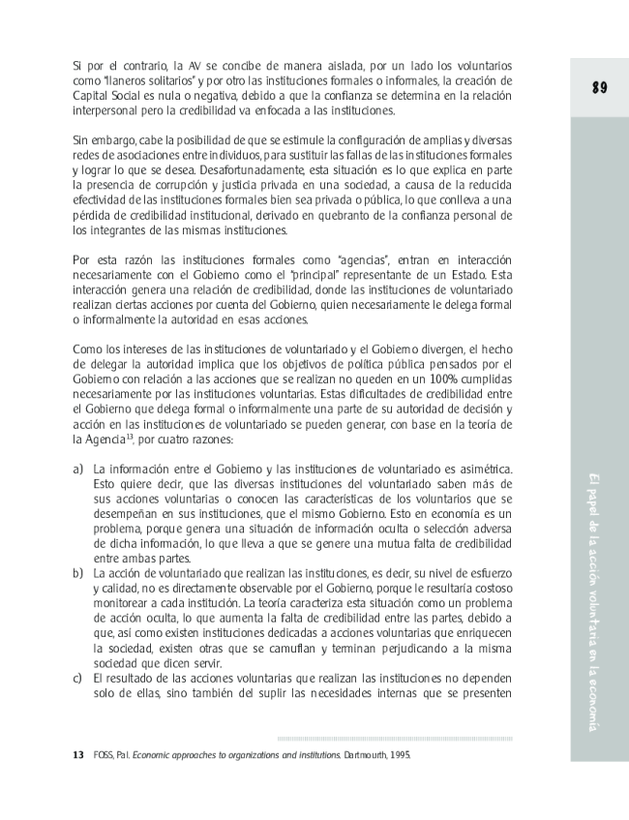 Si por el contrario, la AV se concibe de manera aislada, por un lado los voluntarios
como “llaneros solitarios” y por otro las instituciones formales o informales, la creación de
Capital Social es nula o negativa, debido a que la confianza se determina en la relación
interpersonal pero la credibilidad va enfocada a las instituciones.
Sin embargo, cabe la posibilidad de que se estimule la configuración de amplias y diversas
redes de asociaciones entre individuos, para sustituir las fallas de las instituciones formales
y lograr lo que se desea. Desafortunadamente, esta situación es lo que explica en parte
la presencia de corrupción y justicia privada en una sociedad, a causa de la reducida
efectividad de las instituciones formales bien sea privada o pública, lo que conlleva a una
pérdida de credibilidad institucional, derivado en quebranto de la confianza personal de
los integrantes de las mismas instituciones.
Por esta razón las instituciones formales como “agencias”, entran en interacción
necesariamente con el Gobierno como el “principal” representante de un Estado. Esta
interacción genera una relación de credibilidad, donde las instituciones de voluntariado
realizan ciertas acciones por cuenta del Gobierno, quien necesariamente le delega formal
o informalmente la autoridad en esas acciones.
Como los intereses de las instituciones de voluntariado y el Gobierno divergen, el hecho
de delegar la autoridad implica que los objetivos de política pública pensados por el
Gobierno con relación a las acciones que se realizan no queden en un 100% cumplidas
necesariamente por las instituciones voluntarias. Estas dificultades de credibilidad entre
el Gobierno que delega formal o informalmente una parte de su autoridad de decisión y
acción en las instituciones de voluntariado se pueden generar, con base en la teoría de
la Agencia13, por cuatro razones:
a) La información entre el Gobierno y las instituciones de voluntariado es asimétrica.
Esto quiere decir, que las diversas instituciones del voluntariado saben más de
sus acciones voluntarias o conocen las características de los voluntarios que se
desempeñan en sus instituciones, que el mismo Gobierno. Esto en economía es un
problema, porque genera una situación de información oculta o selección adversa
de dicha información, lo que lleva a que se genere una mutua falta de credibilidad
entre ambas partes.
b) La acción de voluntariado que realizan las instituciones, es decir, su nivel de esfuerzo
y calidad, no es directamente observable por el Gobierno, porque le resultaría costoso
monitorear a cada institución. La teoría caracteriza esta situación como un problema
de acción oculta, lo que aumenta la falta de credibilidad entre las partes, debido a
que, así como existen instituciones dedicadas a acciones voluntarias que enriquecen
la sociedad, existen otras que se camuflan y terminan perjudicando a la misma
sociedad que dicen servir.
c) El resultado de las acciones voluntarias que realizan las instituciones no dependen
solo de ellas, sino también del suplir las necesidades internas que se presenten
13 FOSS, Pal. Economic approaches to organizations and institutions. Dartmourth, 1995.
89
El papel de la acción voluntaria en la economía